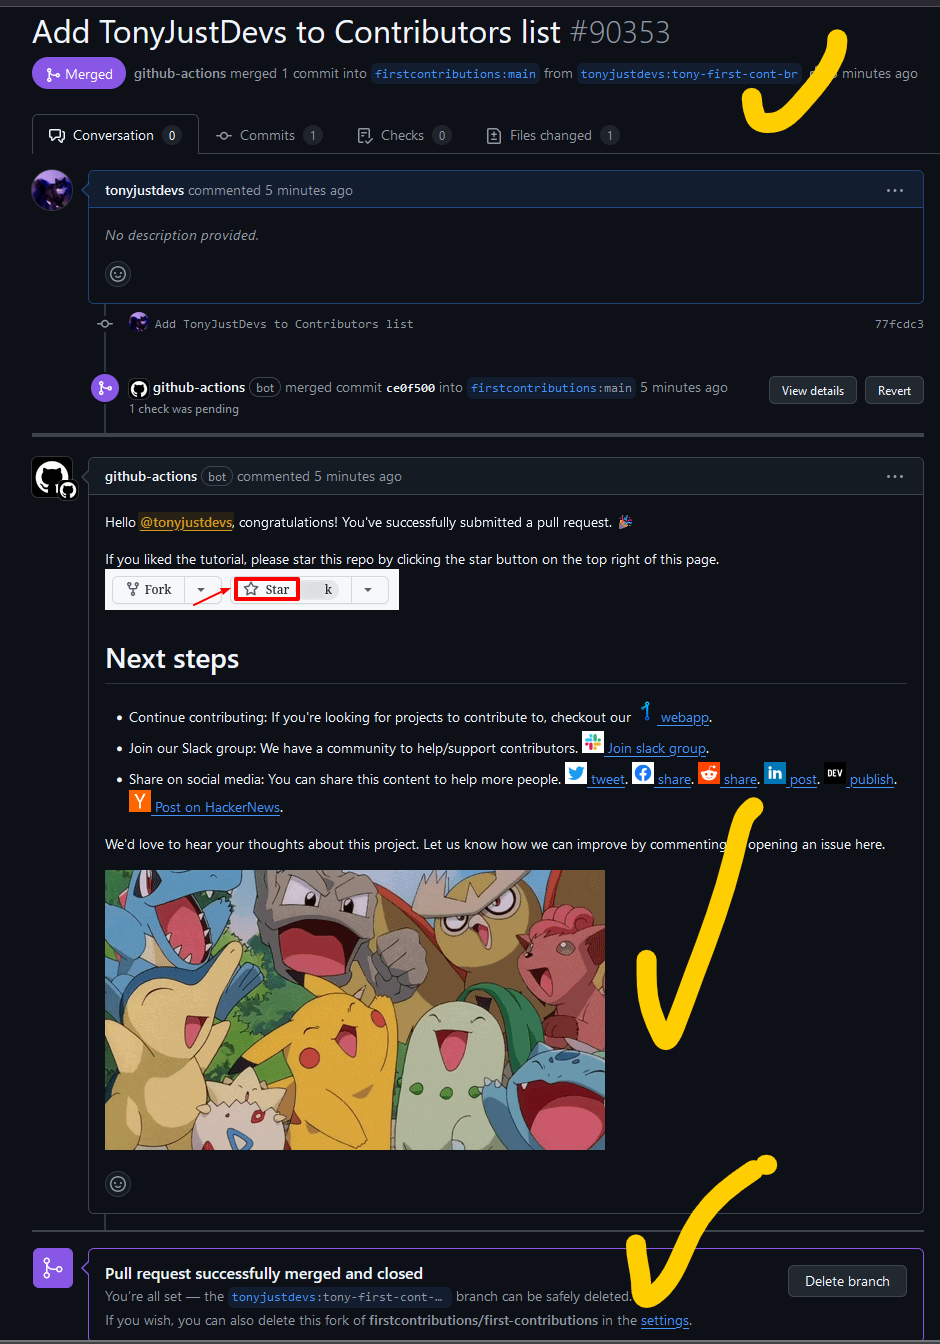 Add TonyJustDevs to Contributors list #90353
Merged github-actions merged 1 commit into firstcontributions:main from tonyjustdevs:tony-first-cont-br minutes ago
Conversation 0 Commits 1 Checks 0 Files changed 1
tonyjustdevs commented 5 minutes ago
No description provided.
Add TonyJustDevs to Contributors list 77fcdc3
github-actions bot merged commit ce0f500 into firstcontributions:main 5 minutes ago View details Revert
1 check was pending
github-actions bot commented 5 minutes ago
Hello @tonyjustdevs, congratulations! You've successfully submitted a pull request.
If you liked the tutorial, please star this repo by clicking the star button on the top right of this page.
Fork Star k
Next steps
Continue contributing: If you're looking for projects to contribute to, checkout our webapp.
Join our Slack group: We have a community to help/support contributors. Join slack group.
Share on social media: You can share this content to help more people. tweet. share. share. in post. DEV publish.
Y Post on HackerNews.
We'd love to hear your thoughts about this project. Let us know how we can improve by commenting opening an issue here.
Pull request successfully merged and closed
You're all set — the tonyjustdevs:tony-first-cont-… branch can be safely deleted. Delete branch
If you wish, you can also delete this fork of firstcontributions/first-contributions in the settings.